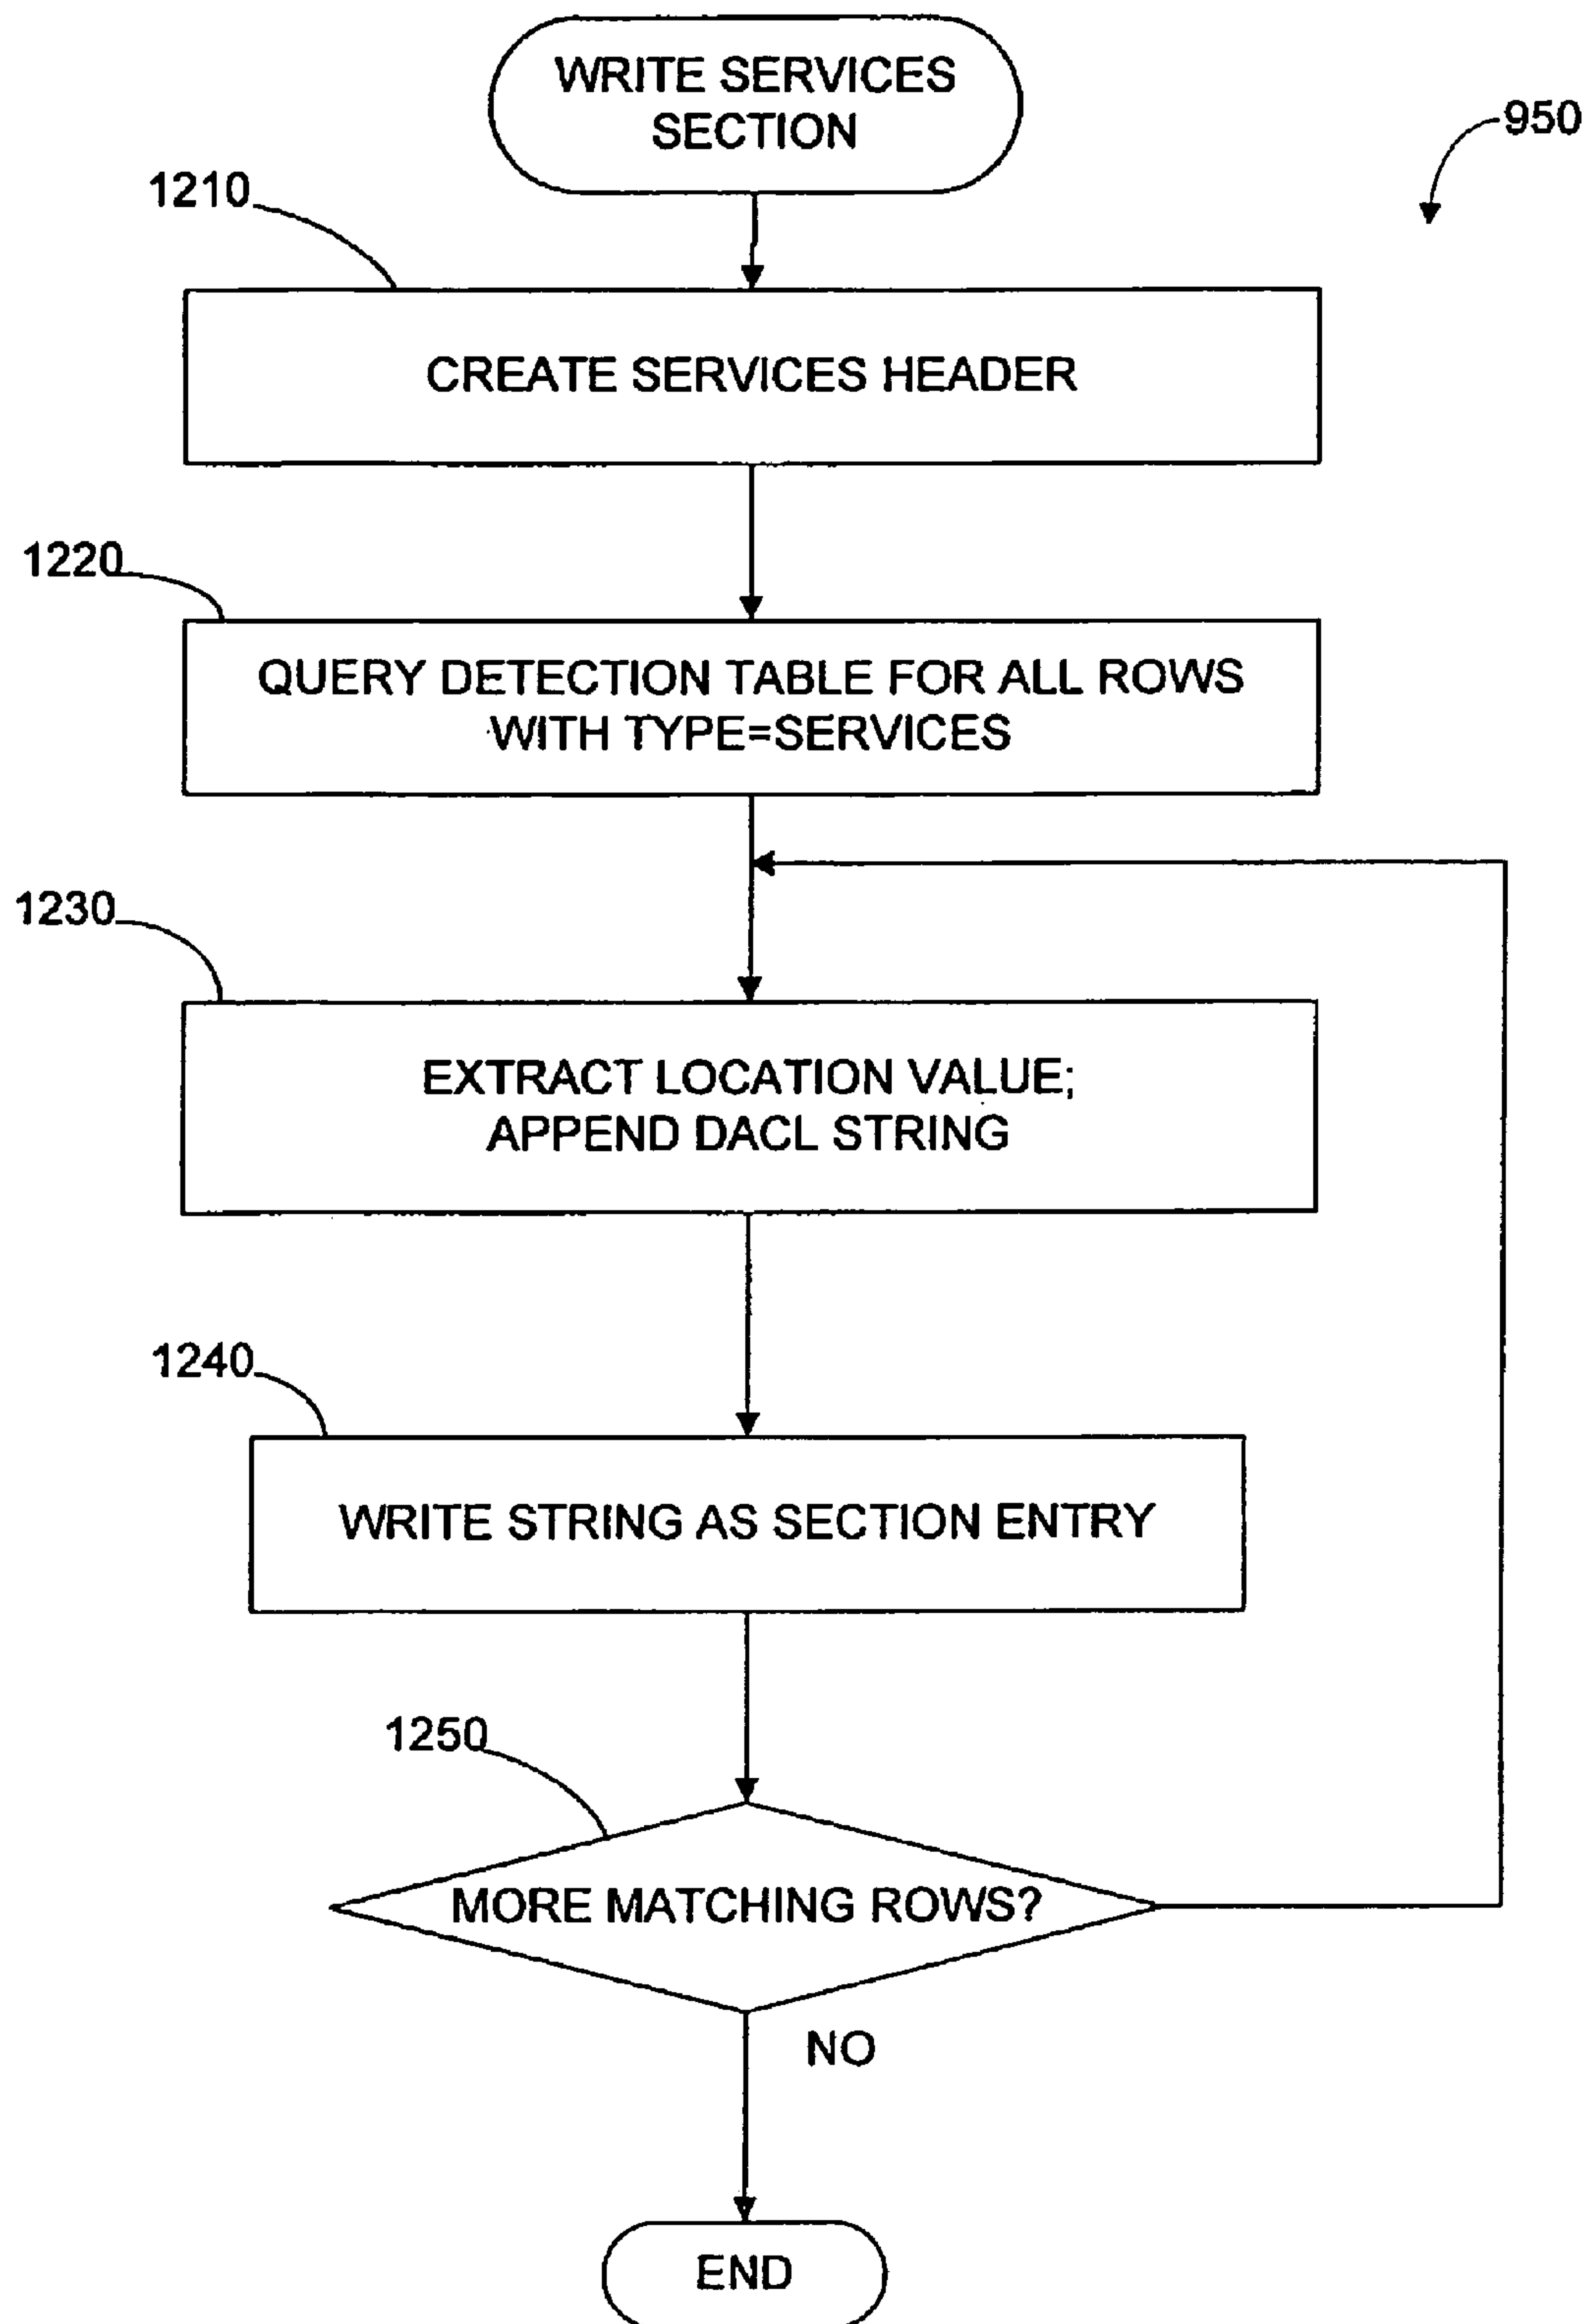 WRITE SERVICES
SECTION
950
1210
CREATE SERVICES HEADER
1220
QUERY DETECTION TABLE FOR ALL ROWS
WITH TYPE=SERVICES
1230
EXTRACT LOCATION VALUE;
APPEND DACL STRING
1240
WRITE STRING AS SECTION ENTRY
1250
MORE MATCHING ROWS?
NO
END